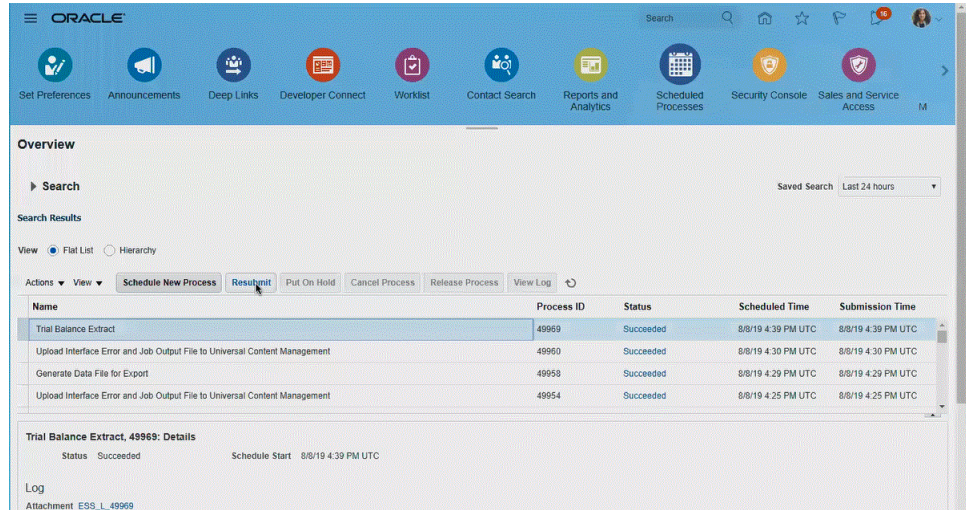 ORACLE
Search
16
Set Preferences
Announcements
Deep Links
Developer Connect
Worklist
Contact Search
Reports and
Analytics
Scheduled
Processes
Security Console
Sales and Service
Access
M
Overview
Search
Saved Search Last 24 hours
Search Results
View Flat List Hierarchy
Actions View Schedule New Process Resubmit Put On Hold Cancel Process Release Process View Log
Name Process ID Status Scheduled Time Submission Time
Trial Balance Extract 49969 Succeeded 8/8/19 4:39 PM UTC 8/8/19 4:39 PM UTC
Upload Interface Error and Job Output File to Universal Content Management 49960 Succeeded 8/8/19 4:30 PM UTC 8/8/19 4:30 PM UTC
Generate Data File for Export 49958 Succeeded 8/8/19 4:29 PM UTC 8/8/19 4:29 PM UTC
Upload Interface Error and Job Output File to Universal Content Management 49954 Succeeded 8/8/19 4:25 PM UTC 8/8/19 4:25 PM UTC
Trial Balance Extract, 49969: Details
Status Succeeded Schedule Start 8/8/19 4:39 PM UTC
Log
Attachment ESS_L_49969